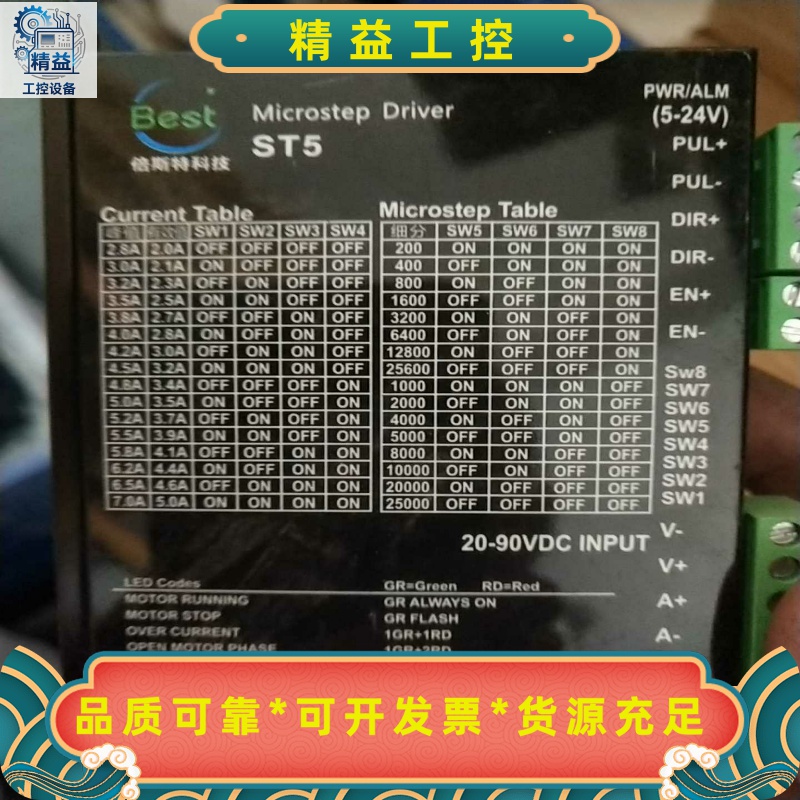 精益
工控设备
精益工控
Best
倍斯特科技
Microstep Driver
ST5
PWR/ALM
(5-24V)
PUL+
PUL-
DIR+
DIR-
EN+
EN-
Sw8
SW7
SW6
SW5
SW4
SW3
SW2
SW1
V-
V+
A+
A-
Current Table
峰值 有效值 SW1 SW2 SW3 SW4
2.8A 2.0A OFF OFF OFF OFF
3.0A 2.1A ON OFF OFF OFF
3.2A 2.3A OFF ON OFF OFF
3.5A 2.5A ON ON OFF OFF
3.8A 2.7A OFF OFF ON OFF
4.0A 2.8A ON OFF ON OFF
4.2A 3.0A OFF ON ON OFF
4.5A 3.2A ON ON ON OFF
4.8A 3.4A OFF OFF OFF ON
5.0A 3.5A ON OFF OFF ON
5.2A 3.7A OFF ON OFF ON
5.5A 3.9A ON ON OFF ON
5.8A 4.1A OFF OFF ON ON
6.2A 4.4A ON OFF ON ON
6.5A 4.6A OFF ON ON ON
7.0A 5.0A ON ON ON ON
Microstep Table
细分 SW5 SW6 SW7 SW8
200 ON ON ON ON
400 OFF ON ON ON
800 ON OFF ON ON
1600 OFF OFF ON ON
3200 ON ON OFF ON
6400 OFF ON OFF ON
12800 ON OFF OFF ON
25600 OFF OFF OFF ON
1000 ON ON ON OFF
2000 OFF ON ON OFF
4000 ON OFF ON OFF
5000 OFF OFF ON OFF
8000 ON ON OFF OFF
10000 OFF ON OFF OFF
20000 ON OFF OFF OFF
25000 OFF OFF OFF OFF
20-90VDC INPUT
LED Codes GR=Green RD=Red
MOTOR RUNNING GR ALWAYS ON
MOTOR STOP GR FLASH
OVER CURRENT 1GR+1RD
OPEN MOTOR PHASE 1GR+2RD
品质可靠*可开发票*货源充足